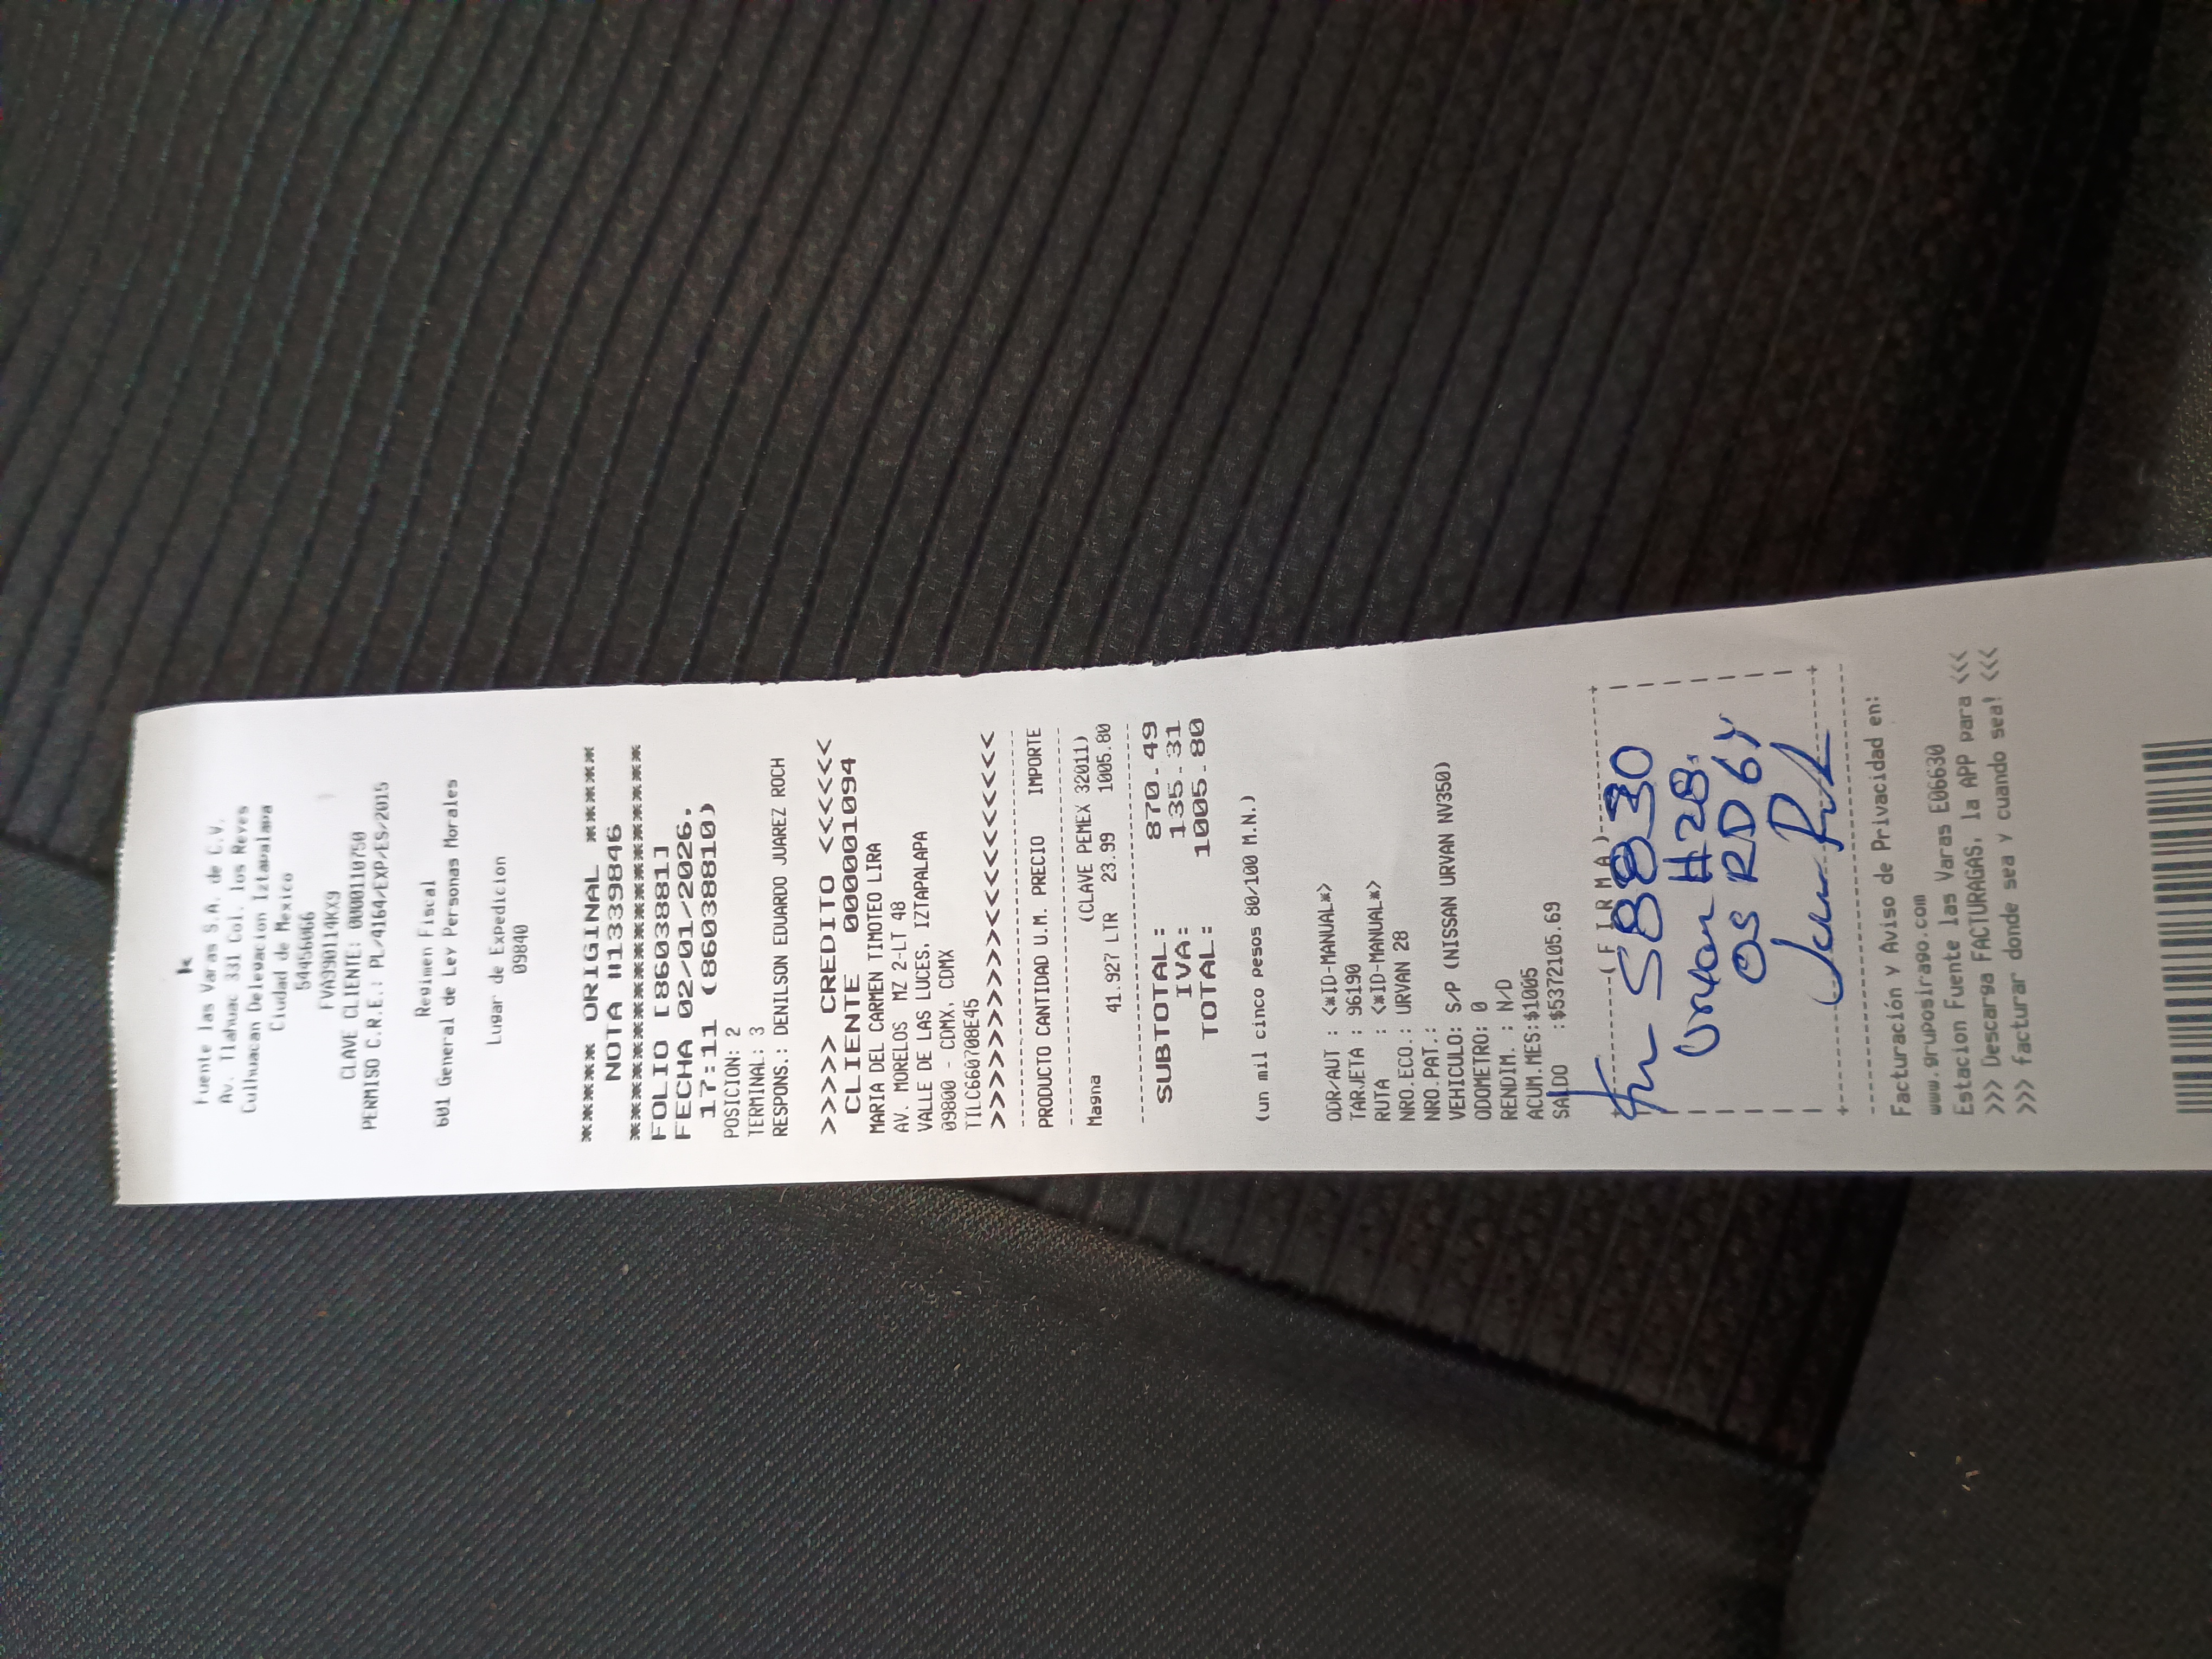 Fuente las Varas S.A. de C.V.
Av. Tlahuac 331 Col. los Reyes
Culhuacan Delegacion Iztapalapa
Ciudad de Mexico
54456066
FVA990114KX9
CLAVE CLIENTE: 0000110750
PERMISO C.R.E.: PL/4164/EXP/ES/2015
Regimen Fiscal
601 General de Ley Personas Morales
Lugar de Expedicion
09840
***** ORIGINAL *****
NOTA #1339846
FOLIO [8603881]
FECHA 02/01/2026,
17:11 (86038810)
POSICION: 2
TERMINAL: 3
RESPONS.: DENILSON EDUARDO JUAREZ ROCH
>>>>> CREDITO <<<<<<
CLIENTE 0000001094
MARIA DEL CARMEN TIMOTEO LIRA
AV. MORELOS MZ 2-LT 48
VALLE DE LAS LUCES, IZTAPALAPA
09800 - CDMX, CDMX
TILC660708E45
PRODUCTO CANTIDAD U.M. PRECIO IMPORTE
Magna (CLAVE PEMEX 32011)
41.927 LTR 23.99 1005.80
SUBTOTAL: 870.49
IVA: 135.31
TOTAL: 1005.80
(un mil cinco pesos 80/100 M.N.)
ODR/AUT : <*ID-MANUAL*>
TARJETA : 96190
RUTA : <*ID-MANUAL*>
NRO.ECO.: URVAN 28
NRO.PAT.:
VEHICULO: S/P (NISSAN URVAN NV350)
ODOMETRO: 0
RENDIM. : N/D
ACUM.MES:$1005
SALDO :$5372105.69
(F I R M A)
Km 588830
Urvan #28.
OS RD 64
Facturación y Aviso de Privacidad en:
www.gruposirago.com
Estacion Fuente las Varas E06630
>>> Descarga FACTURAGAS, la APP para <<<
>>> facturar donde sea y cuando sea! <<<